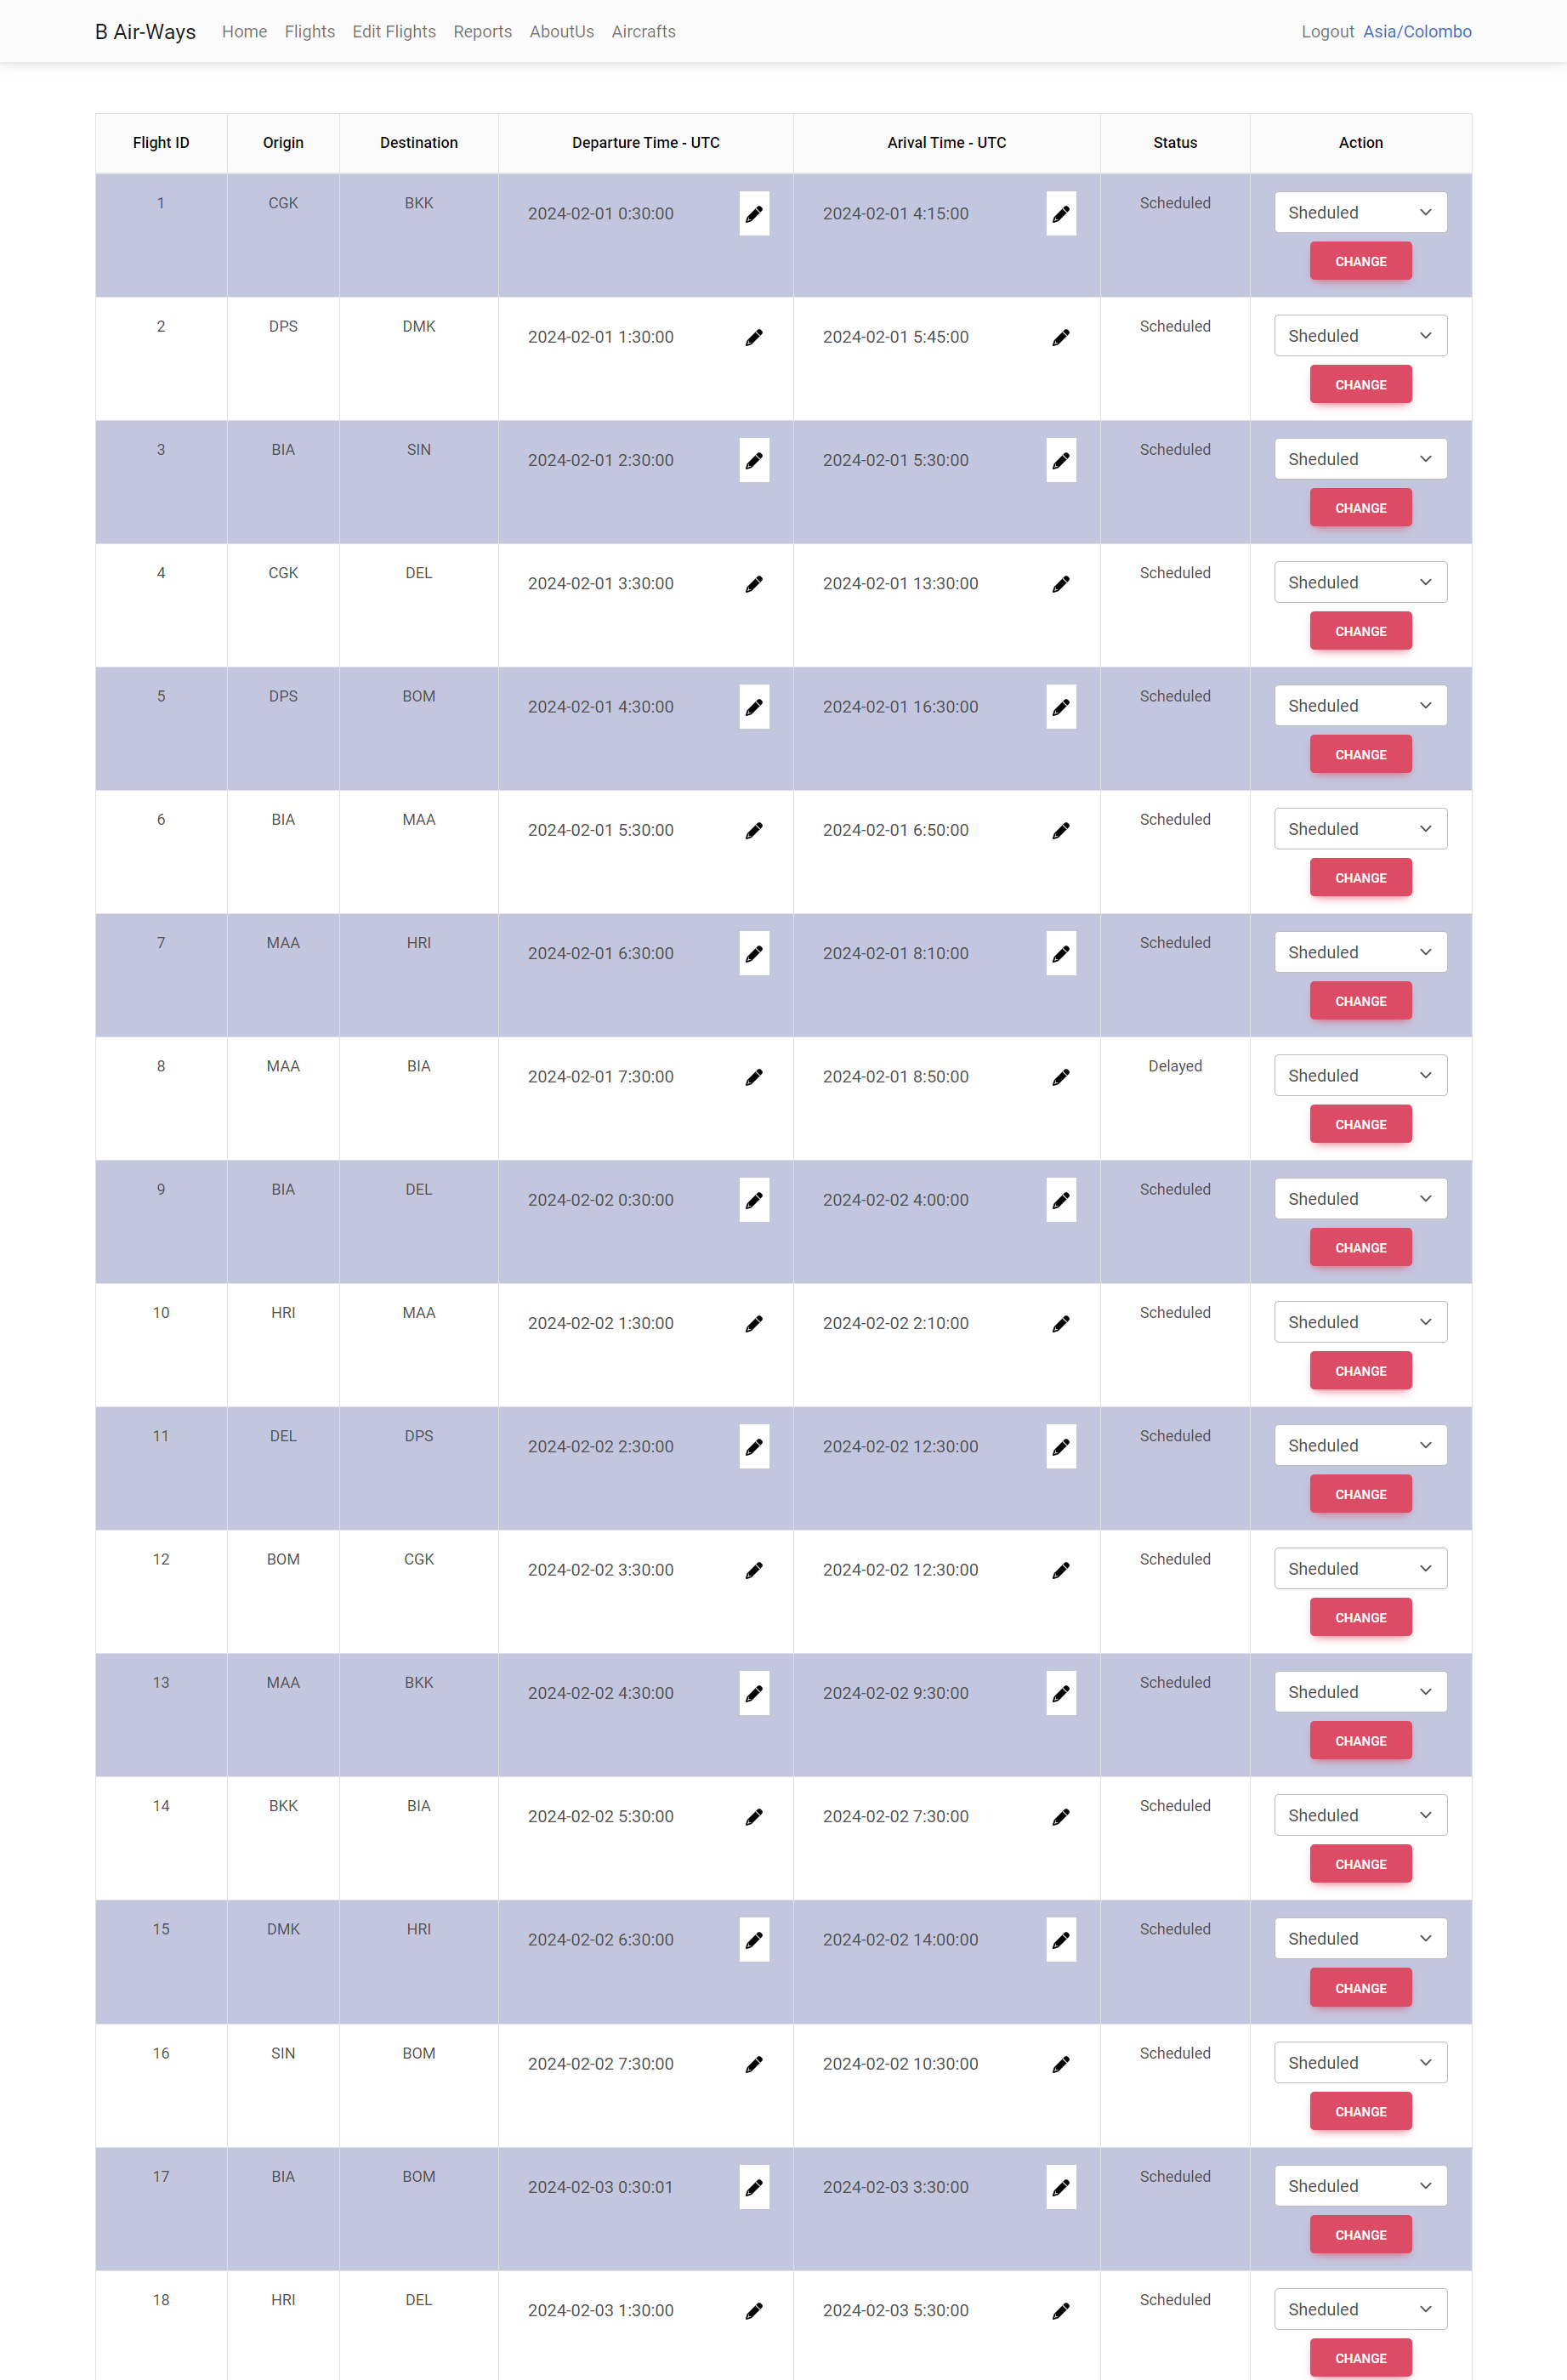 B Air-Ways Home Flights Edit Flights Reports AboutUs Aircrafts Logout Asia/Colombo
Flight ID Origin Destination Departure Time - UTC Arival Time - UTC Status Action
1 CGK BKK 2024-02-01 0:30:00 2024-02-01 4:15:00 Scheduled Sheduled
CHANGE
2 DPS DMK 2024-02-01 1:30:00 2024-02-01 5:45:00 Scheduled Sheduled
CHANGE
3 BIA SIN 2024-02-01 2:30:00 2024-02-01 5:30:00 Scheduled Sheduled
CHANGE
4 CGK DEL 2024-02-01 3:30:00 2024-02-01 13:30:00 Scheduled Sheduled
CHANGE
5 DPS BOM 2024-02-01 4:30:00 2024-02-01 16:30:00 Scheduled Sheduled
CHANGE
6 BIA MAA 2024-02-01 5:30:00 2024-02-01 6:50:00 Scheduled Sheduled
CHANGE
7 MAA HRI 2024-02-01 6:30:00 2024-02-01 8:10:00 Scheduled Sheduled
CHANGE
8 MAA BIA 2024-02-01 7:30:00 2024-02-01 8:50:00 Delayed Sheduled
CHANGE
9 BIA DEL 2024-02-02 0:30:00 2024-02-02 4:00:00 Scheduled Sheduled
CHANGE
10 HRI MAA 2024-02-02 1:30:00 2024-02-02 2:10:00 Scheduled Sheduled
CHANGE
11 DEL DPS 2024-02-02 2:30:00 2024-02-02 12:30:00 Scheduled Sheduled
CHANGE
12 BOM CGK 2024-02-02 3:30:00 2024-02-02 12:30:00 Scheduled Sheduled
CHANGE
13 MAA BKK 2024-02-02 4:30:00 2024-02-02 9:30:00 Scheduled Sheduled
CHANGE
14 BKK BIA 2024-02-02 5:30:00 2024-02-02 7:30:00 Scheduled Sheduled
CHANGE
15 DMK HRI 2024-02-02 6:30:00 2024-02-02 14:00:00 Scheduled Sheduled
CHANGE
16 SIN BOM 2024-02-02 7:30:00 2024-02-02 10:30:00 Scheduled Sheduled
CHANGE
17 BIA BOM 2024-02-03 0:30:01 2024-02-03 3:30:00 Scheduled Sheduled
CHANGE
18 HRI DEL 2024-02-03 1:30:00 2024-02-03 5:30:00 Scheduled Sheduled
CHANGE